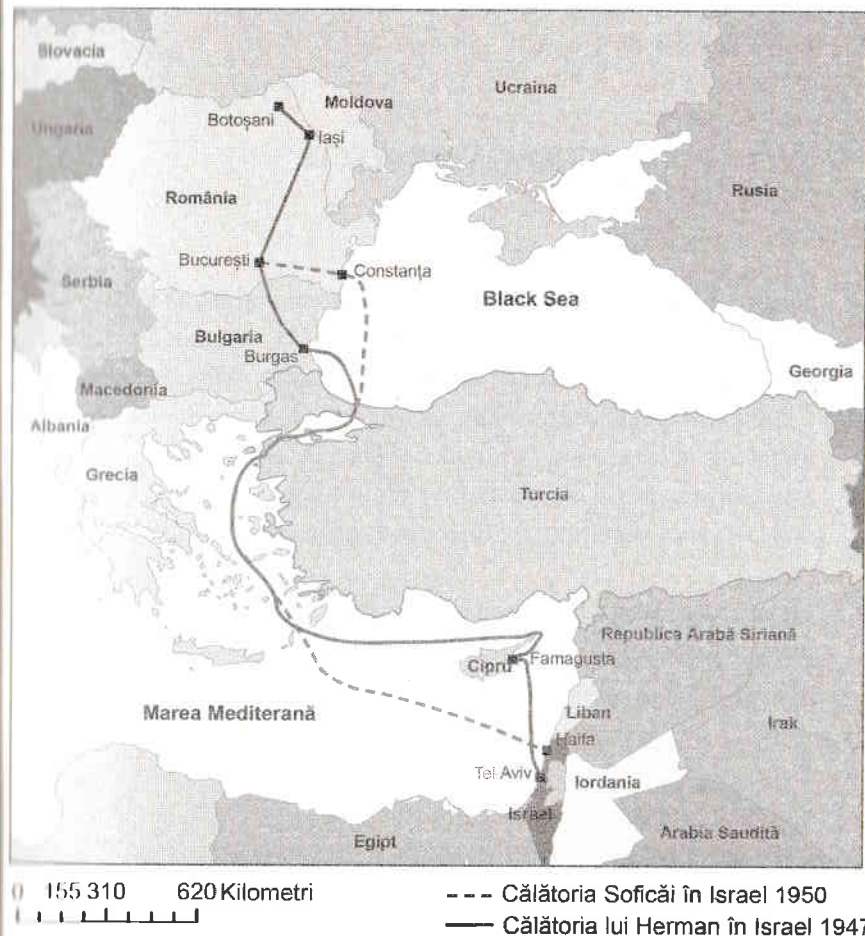 Slovacia
Ucraina
Moldova
Ungaria
Botoșani
Iași
România
Rusia
București
Constanța
Serbia
Black Sea
Bulgaria
Burgas
Georgia
Macedonia
Albania
Grecia
Turcia
Republica Arabă Siriană
Cipru
Famagusta
Marea Mediterană
Liban
Irak
Haifa
Tel Aviv
Iordania
Israel
Arabia Saudită
Egipt
0 155 310 620 Kilometri
Călătoria Soficăi în Israel 1950
Călătoria lui Herman în Israel 1947